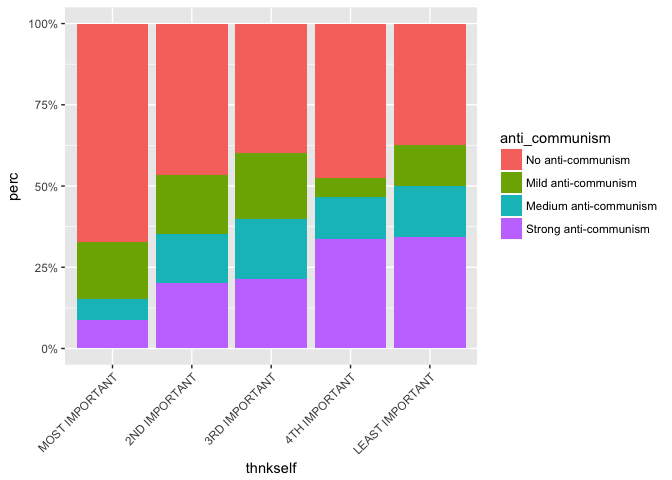 100%
75%
50%
25%
0%
perc
MOST IMPORTANT
2ND IMPORTANT
3RD IMPORTANT
4TH IMPORTANT
LEAST IMPORTANT
thnkself
anti_communism
No anti-communism
Mild anti-communism
Medium anti-communism
Strong anti-communism